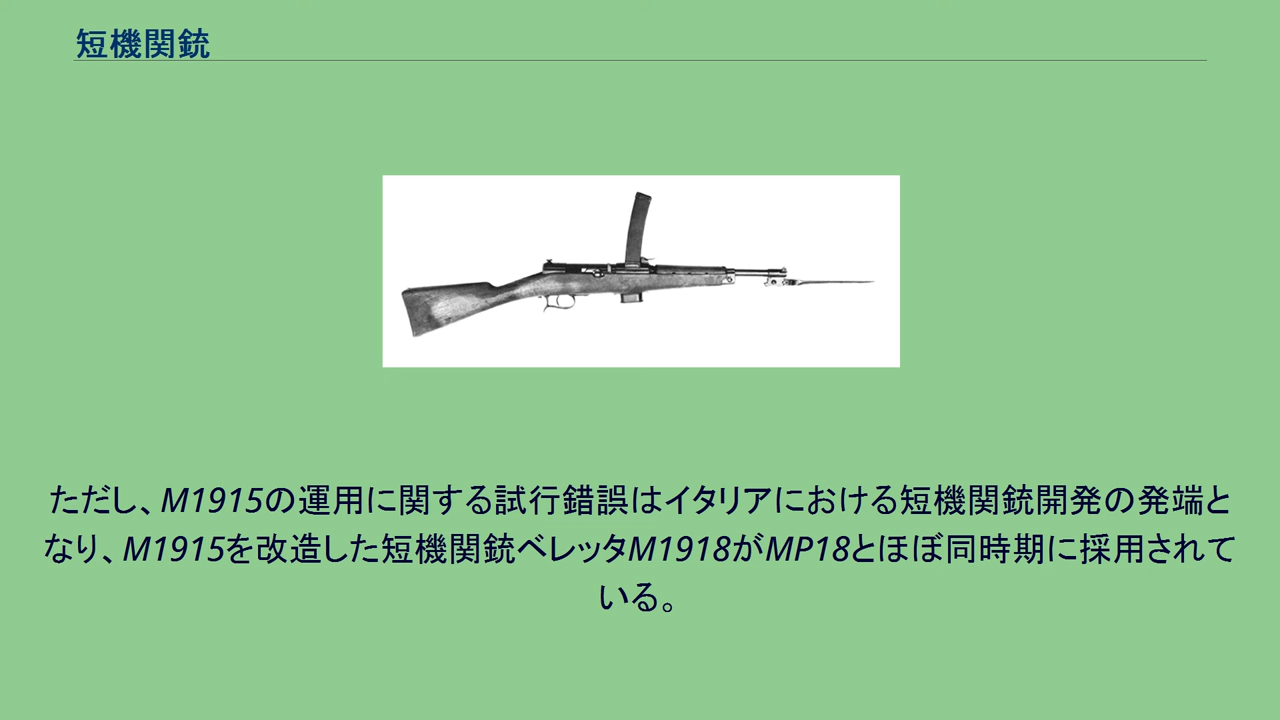 短機関銃
ただし、M1915の運用に関する試行錯誤はイタリアにおける短機関銃開発の発端と
なり、M1915を改造した短機関銃ベレッタM1918がMP18とほぼ同時期に採用されて
いる。